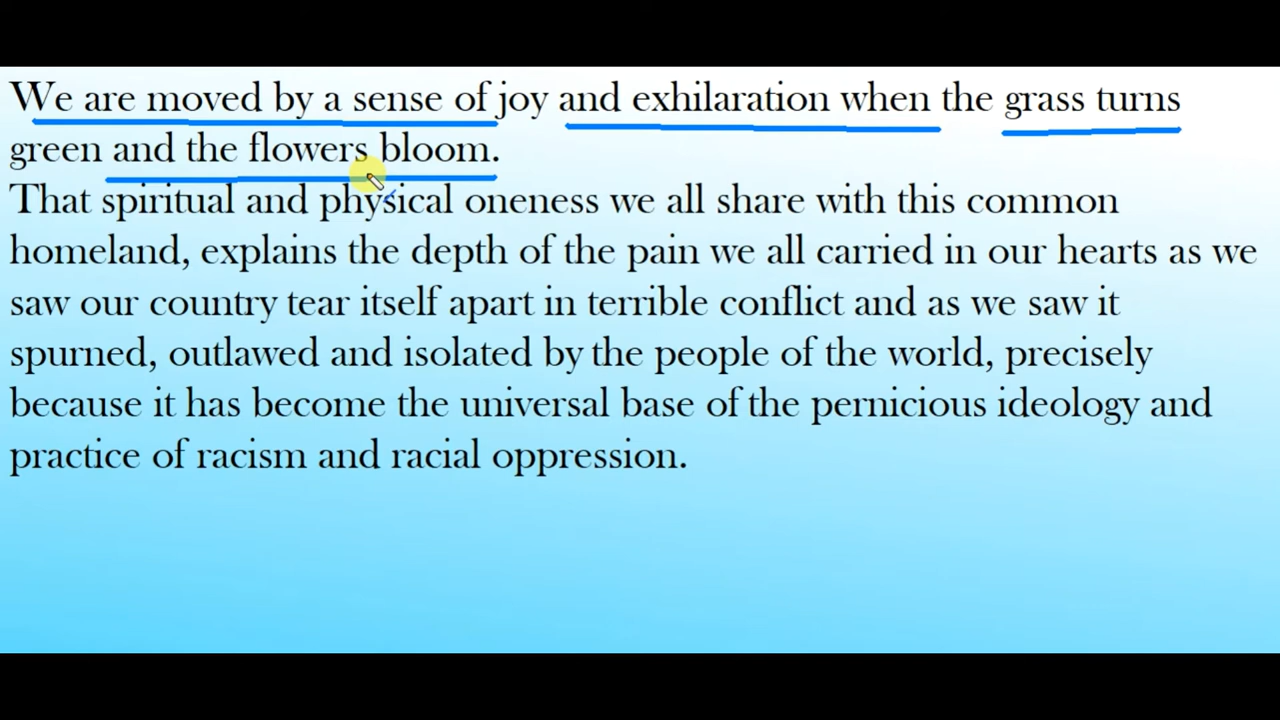 We are moved by a sense of joy and exhilaration when the grass turns
green and the flowers bloom.
That spiritual and physical oneness we all share with this common
homeland, explains the depth of the pain we all carried in our hearts as we
saw our country tear itself apart in terrible conflict and as we saw it
spurned, outlawed and isolated by the people of the world, precisely
because it has become the universal base of the pernicious ideology and
practice of racism and racial oppression.